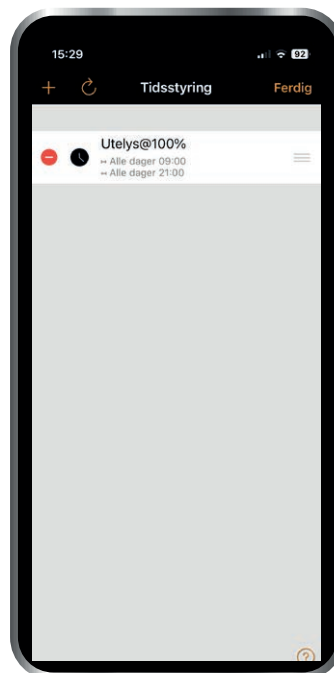 15:29
92
Tidsstyring
Ferdig
Utelys@100%
↦ Alle dager 09:00
↦ Alle dager 21:00
?